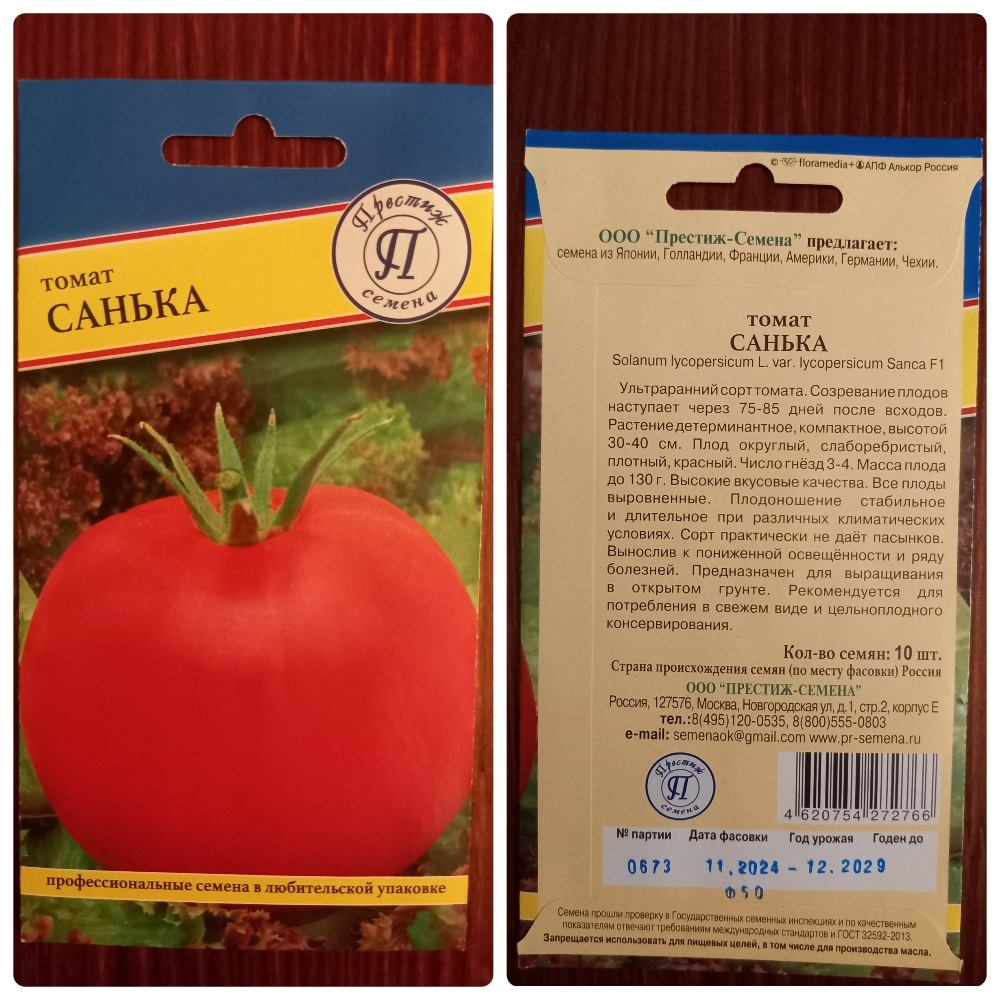 Престиж
П
семена
томат
САНЬКА
профессиональные семена в любительской упаковке
© floramedia+АПФ Алькор Россия
ООО “Престиж-Семена” предлагает:
семена из Японии, Голландии, Франции, Америки, Германии, Чехии.
томат
САНЬКА
Solanum lycopersicum L. var. lycopersicum Sanca F1
Ультраранний сорт томата. Созревание плодов
наступает через 75-85 дней после всходов.
Растение детерминантное, компактное, высотой
30-40 см. Плод округлый, слаборебристый,
плотный, красный. Число гнёзд 3-4. Масса плода
до 130 г. Высокие вкусовые качества. Все плоды
выровненные. Плодоношение стабильное
и длительное при различных климатических
условиях. Сорт практически не даёт пасынков.
Вынослив к пониженной освещённости и ряду
болезней. Предназначен для выращивания
в открытом грунте. Рекомендуется для
потребления в свежем виде и цельноплодного
консервирования.
Кол-во семян: 10 шт.
Страна происхождения семян (по месту фасовки) Россия
ООО “ПРЕСТИЖ-СЕМЕНА”
Россия, 127576, Москва, Новгородская ул, д.1, стр.2, корпус Е
тел.:8(495)120-0535, 8(800)555-0803
e-mail: semenaok@gmail.com www.pr-semena.ru
Престиж
П
семена
4 620754 272766
№ партии Дата фасовки Год урожая Годен до
0673 11.2024 - 12.2029
Ф50
Семена прошли проверку в Государственных семенных инспекциях и по качественным
показателям отвечают требованиям международных стандартов и ГОСТ 32592-2013.
Запрещается использовать для пищевых целей, в том числе для производства масла.